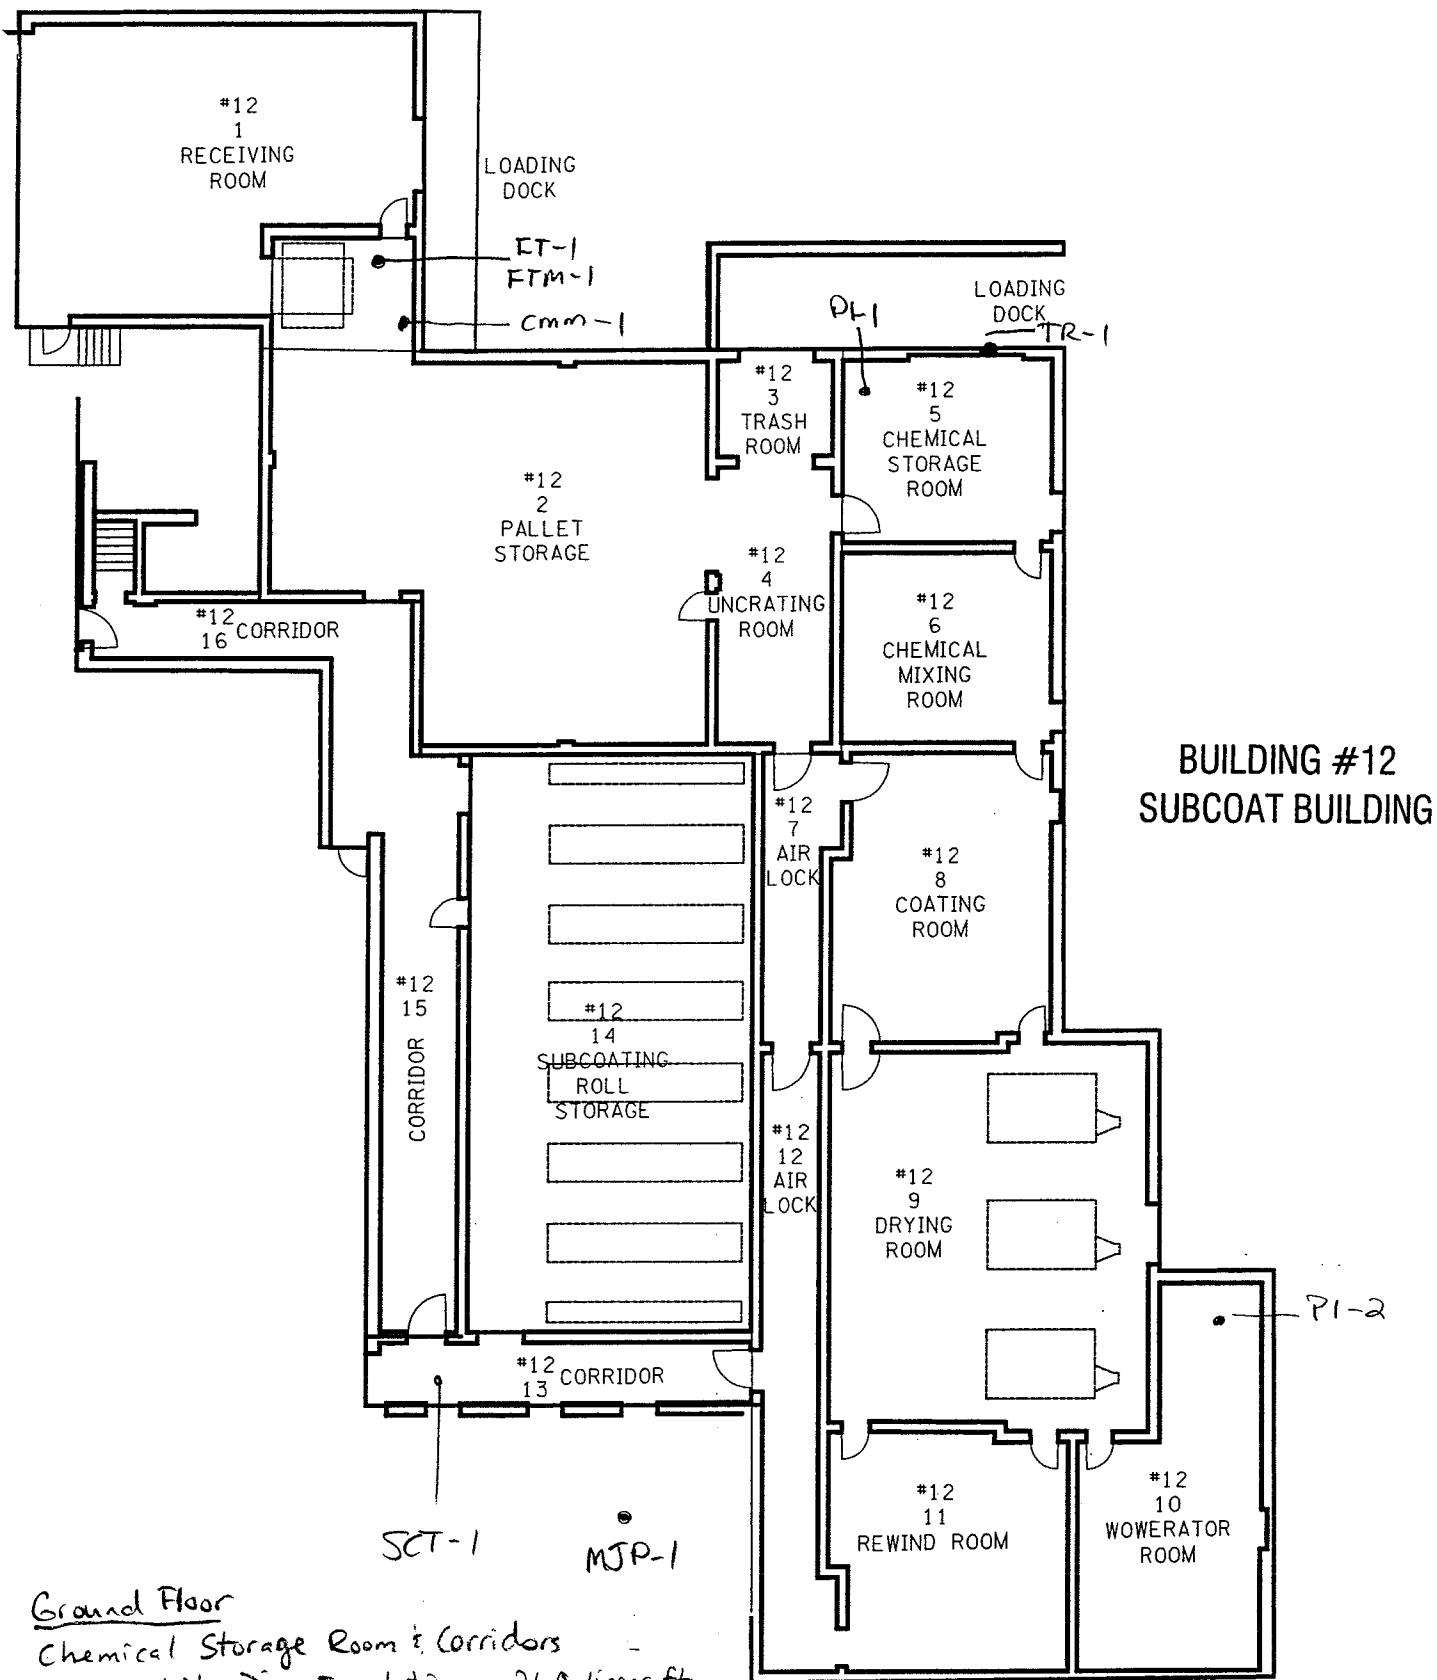 #12
1
RECEIVING
ROOM
LOADING
DOCK
FT-1
FTM-1
CMM-1
LOADING
DOCK
PI-1
TR-1
#12
3
TRASH
ROOM
#12
5
CHEMICAL
STORAGE
ROOM
#12
2
PALLET
STORAGE
#12
4
UNCRATING
ROOM
#12
6
CHEMICAL
MIXING
ROOM
#12
16 CORRIDOR
BUILDING #12
SUBCOAT BUILDING
#12
7
AIR
LOCK
#12
8
COATING
ROOM
#12
15
CORRIDOR
#12
14
SUBCOATING
ROLL
STORAGE
#12
12
AIR
LOCK
#12
9
DRYING
ROOM
PI-2
#12
13 CORRIDOR
#12
11
REWIND ROOM
#12
10
WOWERATOR
ROOM
SCT-1
MJP-1
Ground Floor
Chemical Storage Room & Corridors